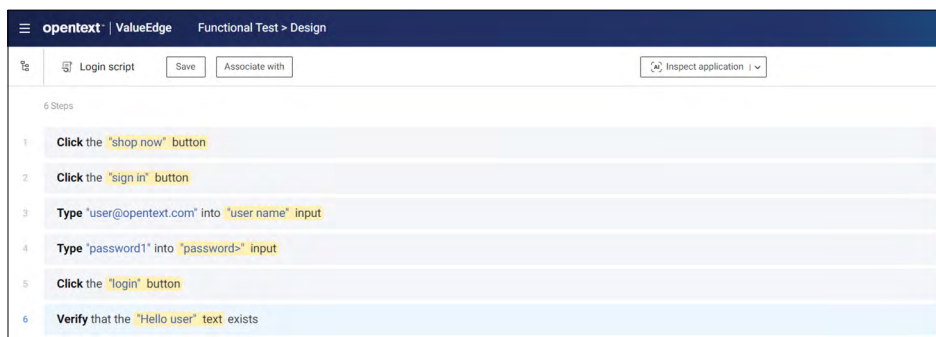 opentext™ | ValueEdge Functional Test > Design
Login script Save Associate with AI Inspect application
6 Steps
1 Click the "shop now" button
2 Click the "sign in" button
3 Type "user@opentext.com" into "user name" input
4 Type "password1" into "password>" input
5 Click the "login" button
6 Verify that the "Hello user" text exists